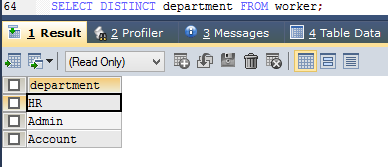 64 SELECT DISTINCT department FROM worker;
1 Result 2 Profiler 3 Messages 4 Table Data
(Read Only)
department
HR
Admin
Account